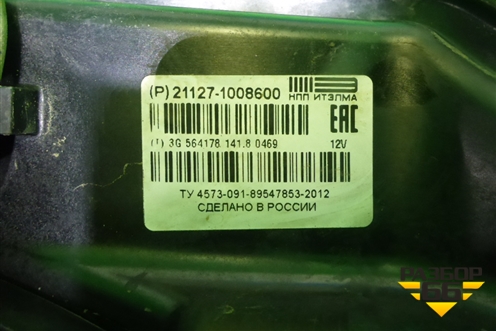 (P) 21127-1008600
НПП ИТЭЛМА
EAC
(1) 3G 564178 141.8 0469
12V
ТУ 4573-091-89547853-2012
СДЕЛАНО В РОССИИ
РАЗБОР
66